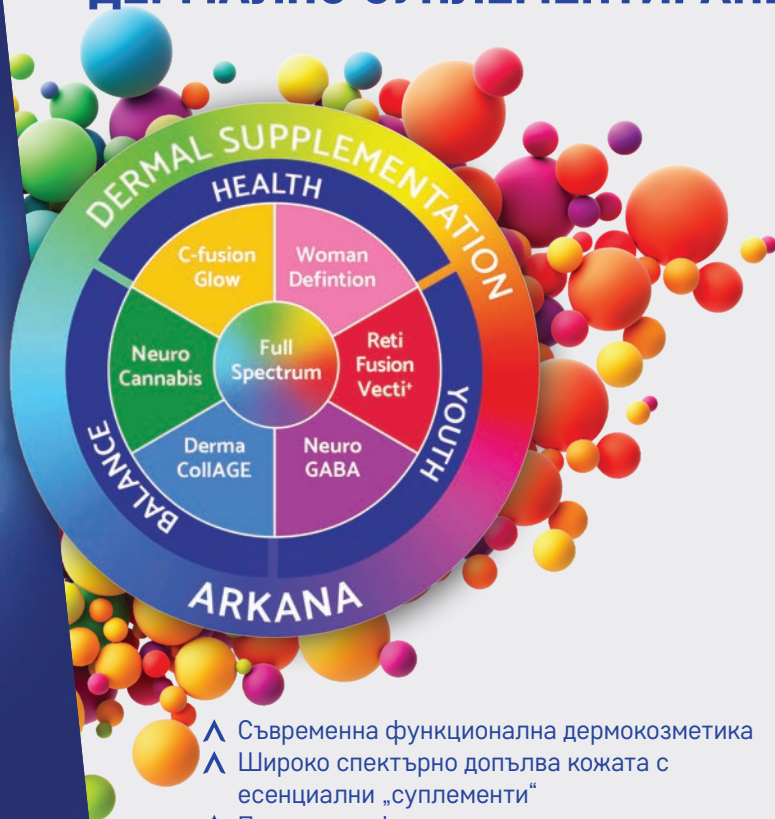 DERMAL SUPPLEMENTATION
HEALTH
C-fusion
Glow
Woman
Defintion
Neuro
Cannabis
Full
Spectrum
Reti
Fusion
Vecti⁺
Derma
CollAGE
Neuro
GABA
BALANCE
YOUTH
ARKANA
Съвременна функционална дермокозметика
Широко спектърно допълва кожата с
есенциални „суплементи“